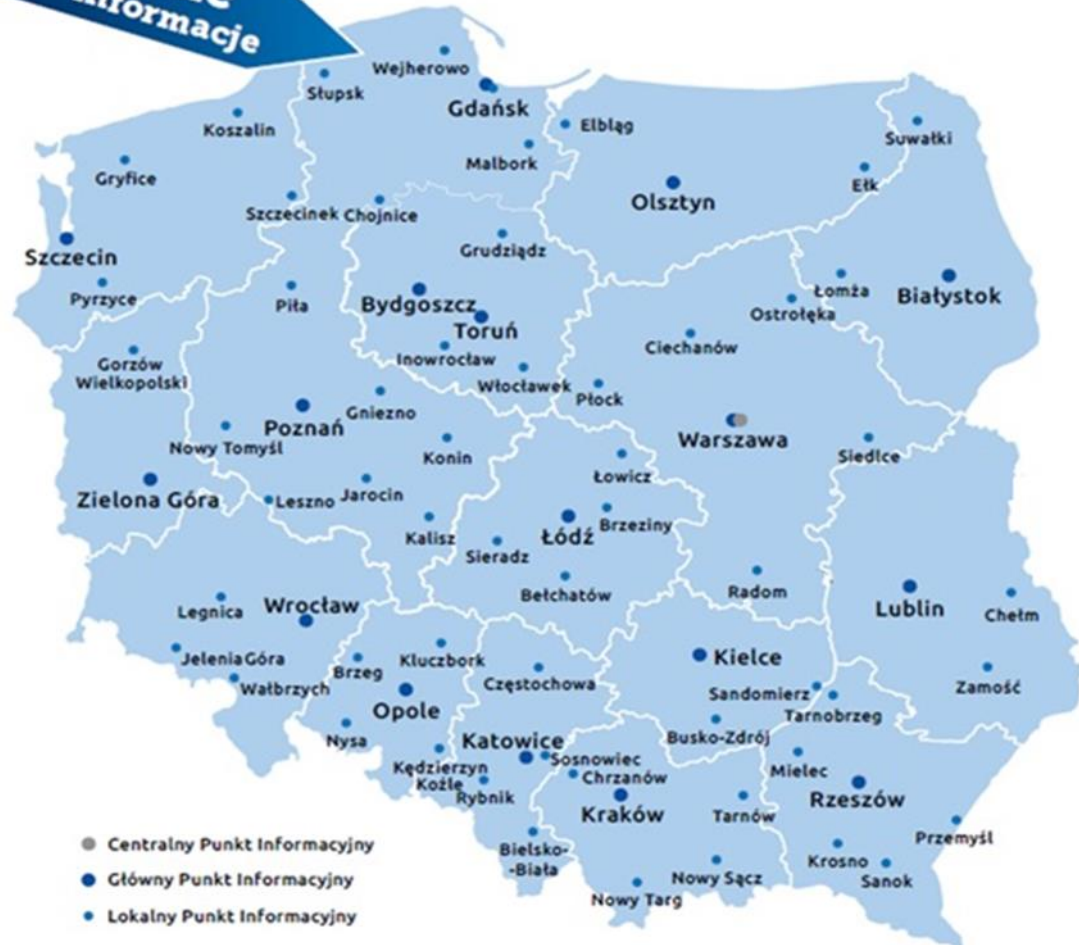 informacje
Wejherowo
Słupsk
Gdańsk
Koszalin
Elbląg
Suwałki
Malbork
Gryfice
Ełk
Olsztyn
Szczecinek
Chojnice
Grudziądz
Szczecin
Pyrzyce
Piła
Bydgoszcz
Łomża
Białystok
Ostrołęka
Toruń
Ciechanów
Inowrocław
Gorzów
Wielkopolski
Włocławek
Płock
Gniezno
Poznań
Warszawa
Nowy Tomyśl
Konin
Siedlce
Łowicz
Zielona Góra
Leszno
Jarocin
Brzeziny
Kalisz
Łódź
Sieradz
Bełchatów
Radom
Legnica
Wrocław
Lublin
Chełm
Jelenia Góra
Kluczbork
Kielce
Brzeg
Częstochowa
Wałbrzych
Zamość
Sandomierz
Opole
Tarnobrzeg
Nysa
Katowice
Busko-Zdrój
Sosnowiec
Kędzierzyn
Koźle
Chrzanów
Mielec
Rybnik
Rzeszów
Kraków
Tarnów
Przemyśl
Centralny Punkt Informacyjny
Bielsko-
-Biała
Krosno
Główny Punkt Informacyjny
Nowy Sącz
Sanok
Nowy Targ
Lokalny Punkt Informacyjny